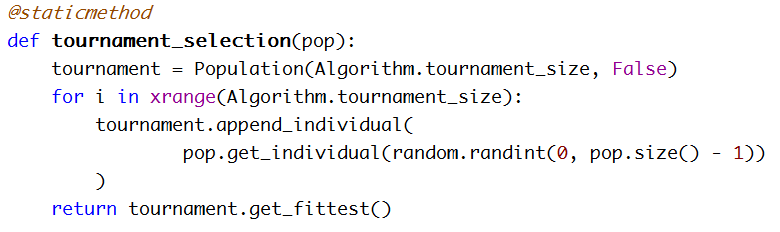 @staticmethod
def tournament_selection(pop):
    tournament = Population(Algorithm.tournament_size, False)
    for i in xrange(Algorithm.tournament_size):
        tournament.append_individual(
                pop.get_individual(random.randint(0, pop.size() - 1))
        )
    return tournament.get_fittest()